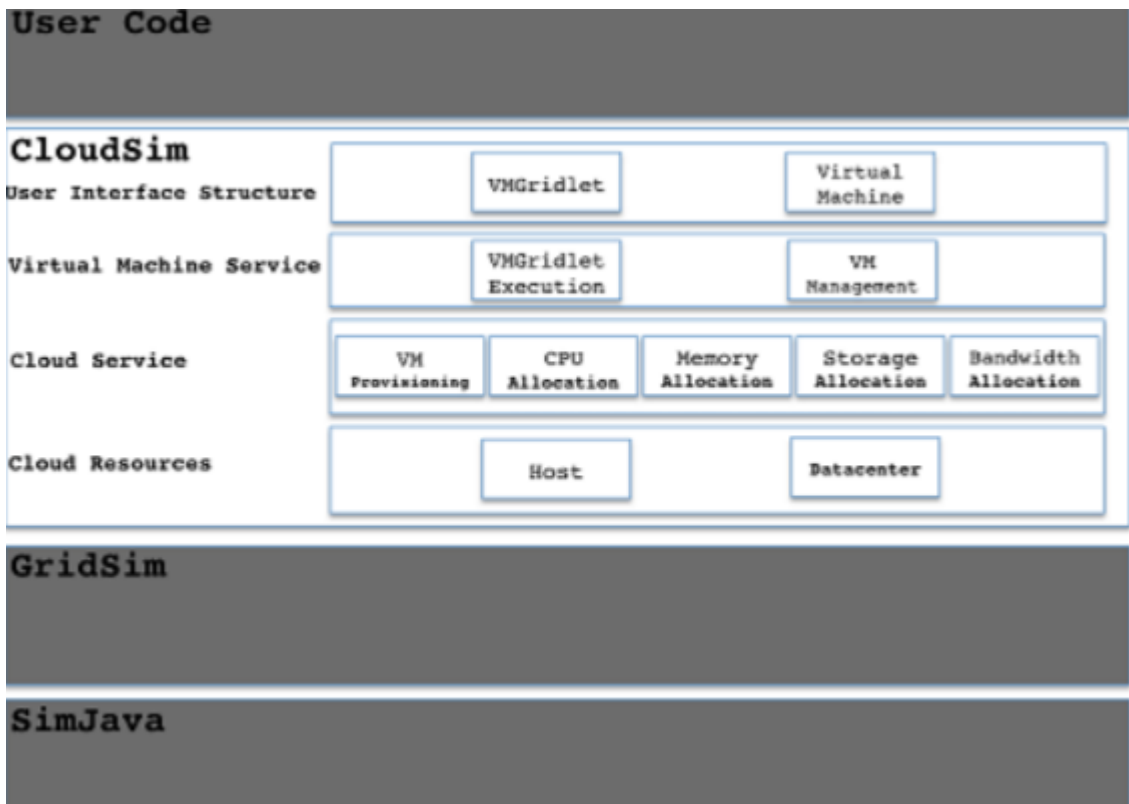 User Code
CloudSim
User Interface Structure
VMGridlet
Virtual
Machine
Virtual Machine Service
VMGridlet
Execution
VM
Management
Cloud Service
VM
Provisioning
CPU
Allocation
Memory
Allocation
Storage
Allocation
Bandwidth
Allocation
Cloud Resources
Host
Datacenter
GridSim
SimJava